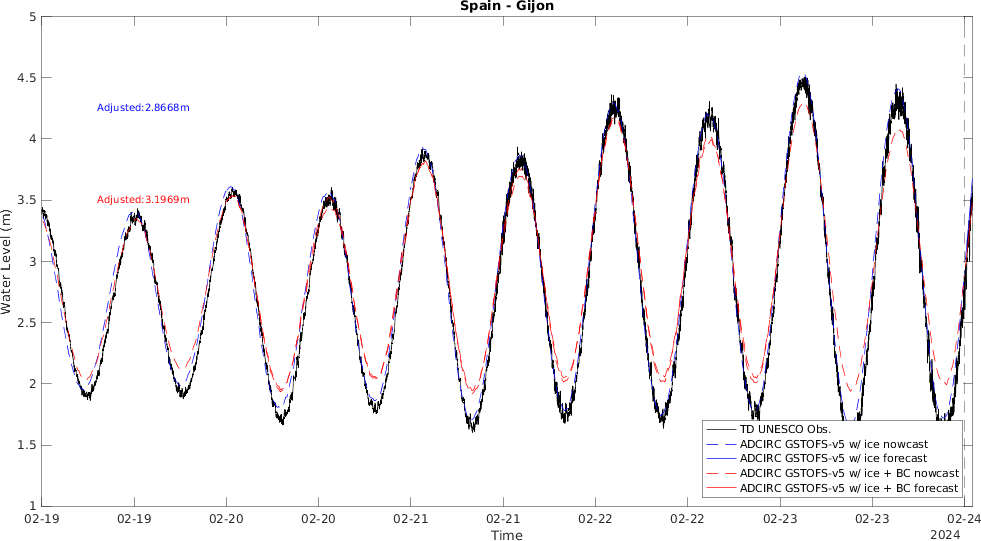 Spain - Gijon
5
4.5
4
3.5
3
2.5
2
1.5
1
Water Level (m)
Adjusted:2.8668m
Adjusted:3.1969m
TD UNESCO Obs.
ADCIRC GSTOFS-v5 w/ ice nowcast
ADCIRC GSTOFS-v5 w/ ice forecast
ADCIRC GSTOFS-v5 w/ ice + BC nowcast
ADCIRC GSTOFS-v5 w/ ice + BC forecast
02-19 02-19 02-20 02-20 02-21 02-21 02-22 02-22 02-23 02-23 02-24
Time
2024